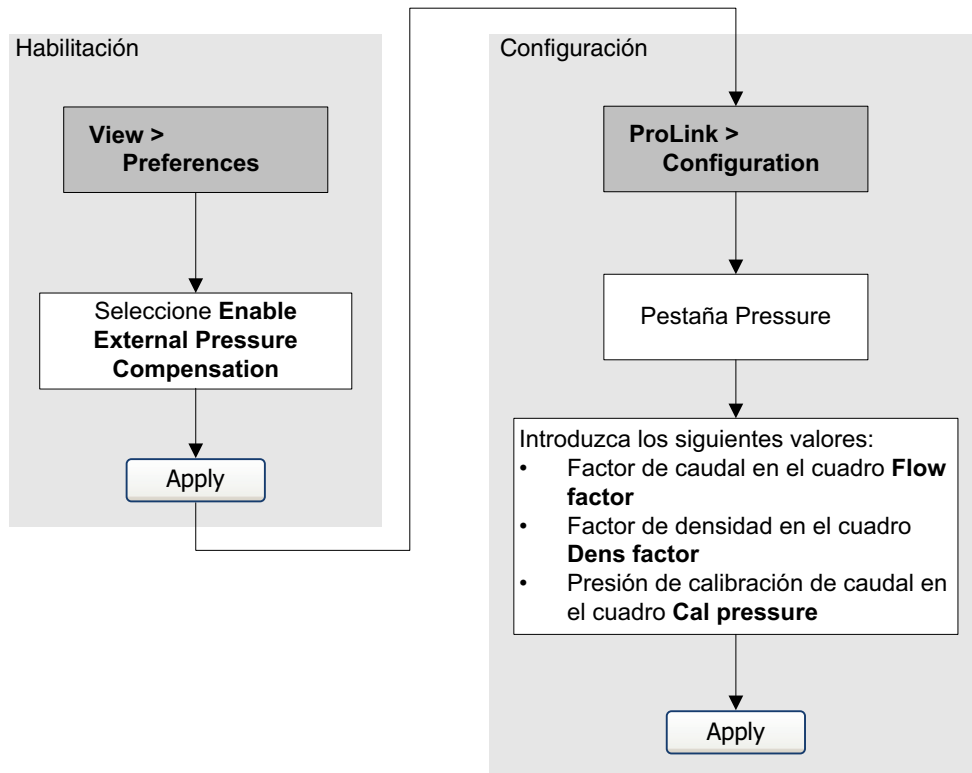 Habilitación
View >
Preferences
Seleccione Enable
External Pressure
Compensation
Apply
Configuración
ProLink >
Configuration
Pestaña Pressure
Introduzca los siguientes valores:
• Factor de caudal en el cuadro Flow
factor
• Factor de densidad en el cuadro
Dens factor
• Presión de calibración de caudal en
el cuadro Cal pressure
Apply